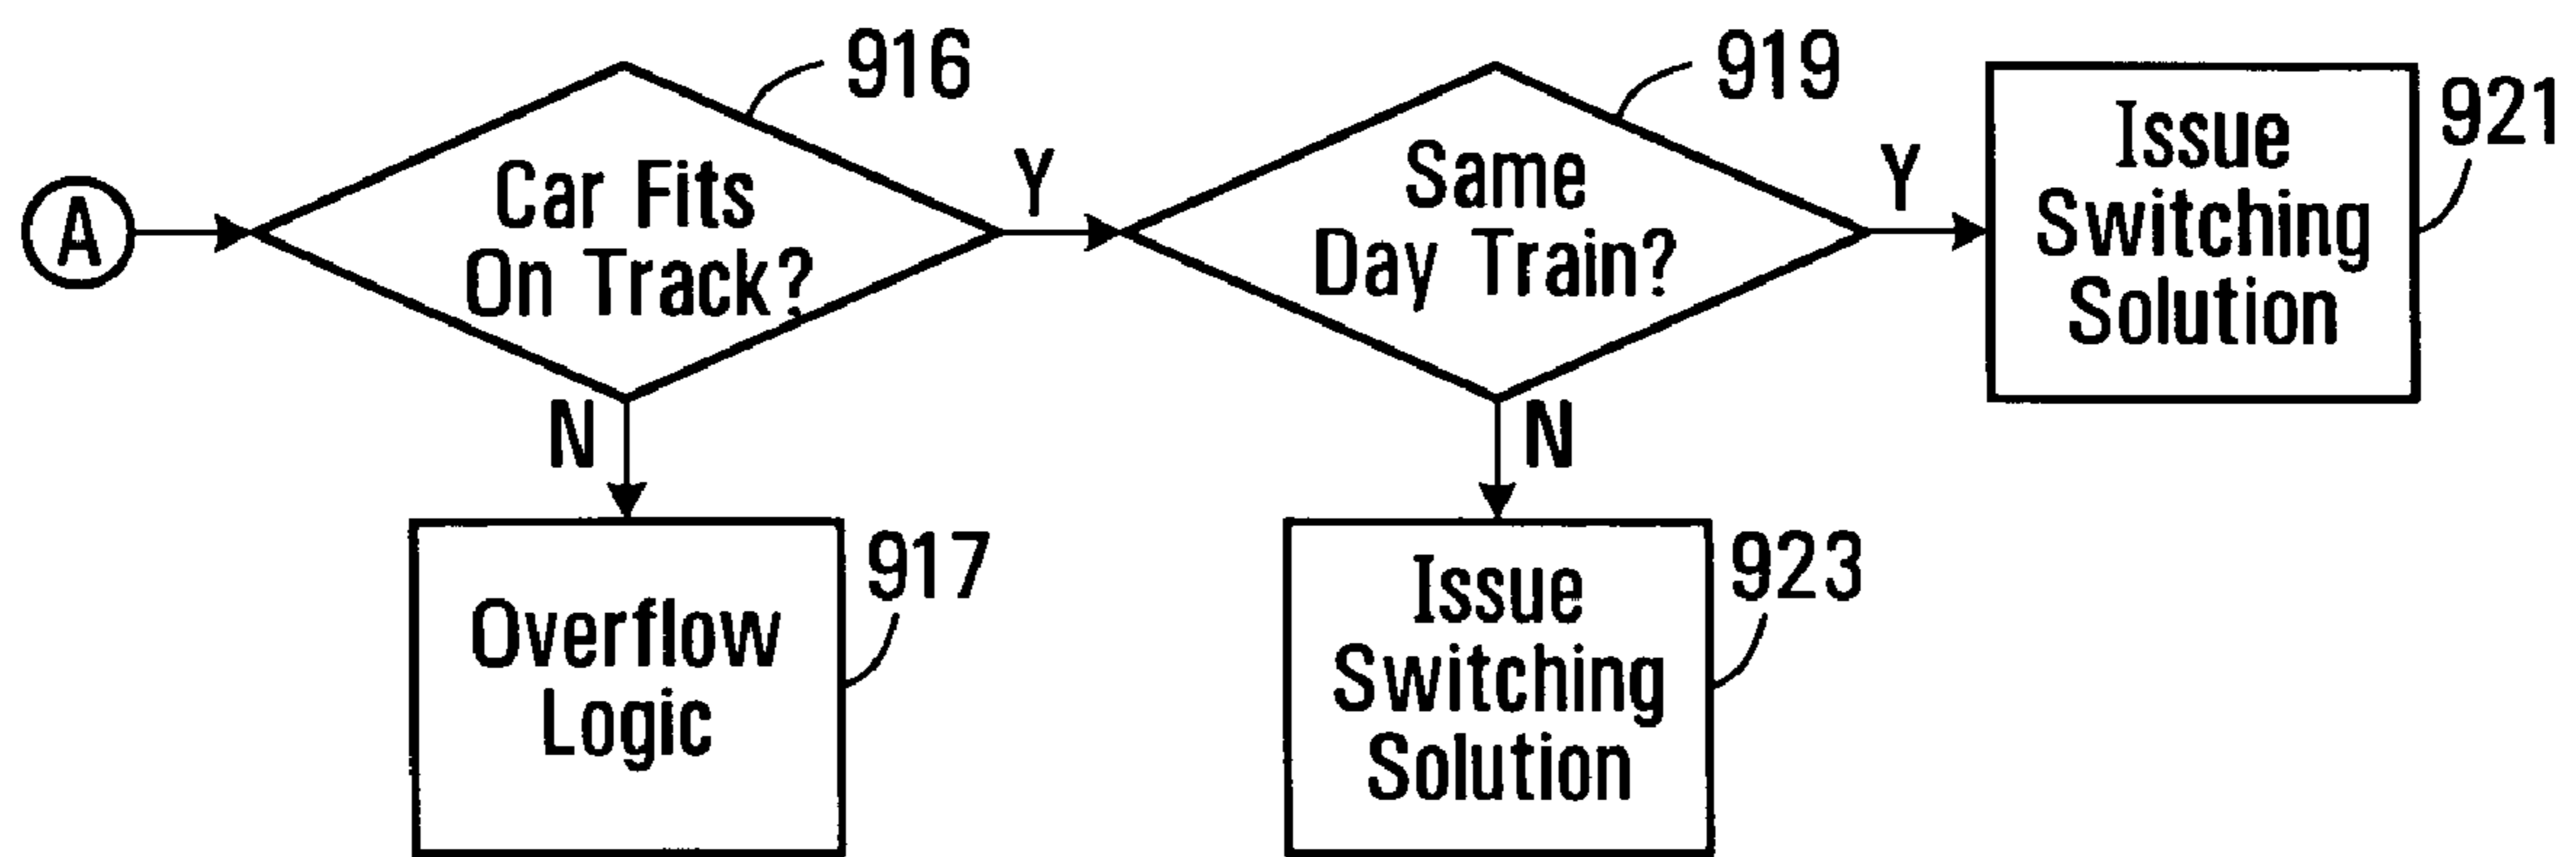 A
916
Car Fits
On Track?
Y
N
917
Overflow
Logic
919
Same
Day Train?
Y
N
923
Issue
Switching
Solution
921
Issue
Switching
Solution